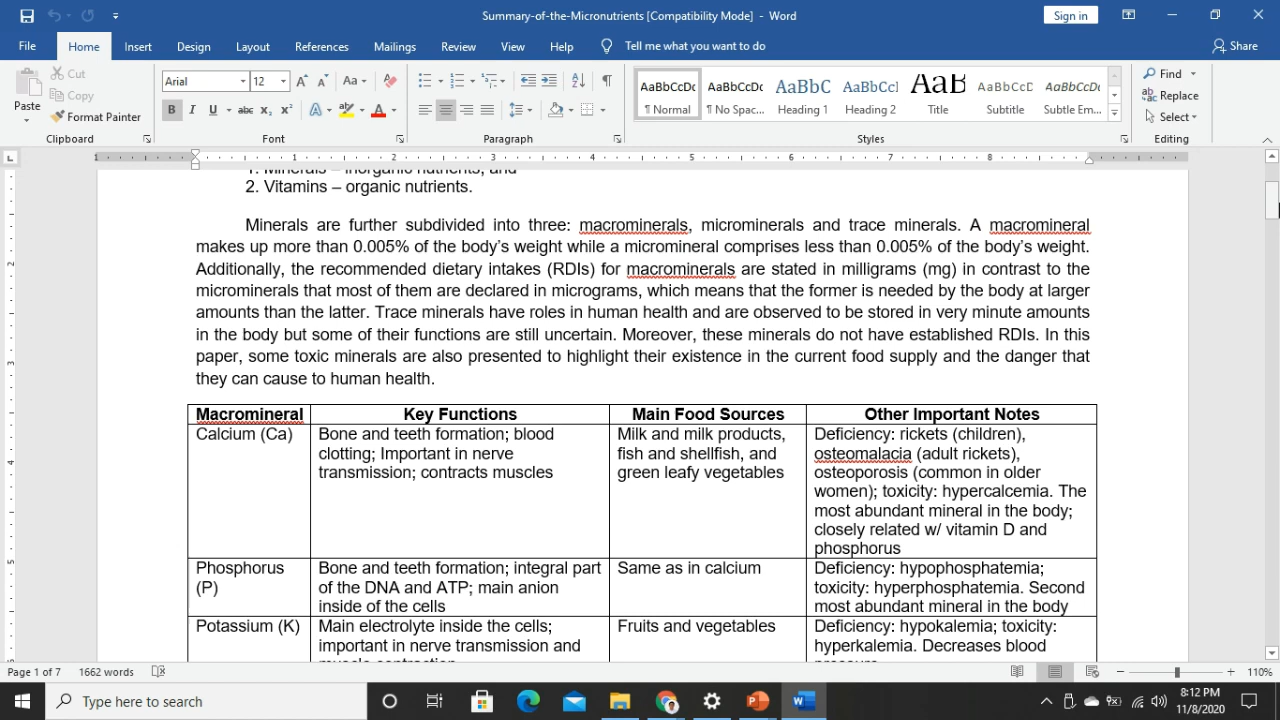 Summary-of-the-Micronutrients [Compatibility Mode] - Word
Sign in
File Home Insert Design Layout References Mailings Review View Help Tell me what you want to do Share
Paste
Cut
Copy
Format Painter
Clipboard
Arial 12
Font
Paragraph
AaBbCcDc AaBbCcDc AaBbC AaBbCcI AaB AaBbCcD AaBbCcDc
¶ Normal ¶ No Spac... Heading 1 Heading 2 Title Subtitle Subtle Em...
Styles
Find
Replace
Select
Editing
1. Minerals – inorganic nutrients, and
2. Vitamins – organic nutrients.
Minerals are further subdivided into three: macrominerals, microminerals and trace minerals. A macromineral
makes up more than 0.005% of the body's weight while a micromineral comprises less than 0.005% of the body's weight.
Additionally, the recommended dietary intakes (RDIs) for macrominerals are stated in milligrams (mg) in contrast to the
microminerals that most of them are declared in micrograms, which means that the former is needed by the body at larger
amounts than the latter. Trace minerals have roles in human health and are observed to be stored in very minute amounts
in the body but some of their functions are still uncertain. Moreover, these minerals do not have established RDIs. In this
paper, some toxic minerals are also presented to highlight their existence in the current food supply and the danger that
they can cause to human health.
Macromineral Key Functions Main Food Sources Other Important Notes
Calcium (Ca)
Bone and teeth formation; blood
clotting; Important in nerve
transmission; contracts muscles
Milk and milk products,
fish and shellfish, and
green leafy vegetables
Deficiency: rickets (children),
osteomalacia (adult rickets),
osteoporosis (common in older
women); toxicity: hypercalcemia. The
most abundant mineral in the body;
closely related w/ vitamin D and
phosphorus
Phosphorus
(P)
Bone and teeth formation; integral part
of the DNA and ATP; main anion
inside of the cells
Same as in calcium
Deficiency: hypophosphatemia;
toxicity: hyperphosphatemia. Second
most abundant mineral in the body
Potassium (K)
Main electrolyte inside the cells;
important in nerve transmission and
muscle contraction
Fruits and vegetables
Deficiency: hypokalemia; toxicity:
hyperkalemia. Decreases blood
pressure
Page 1 of 7 1662 words 110%
Type here to search
8:12 PM
11/8/2020